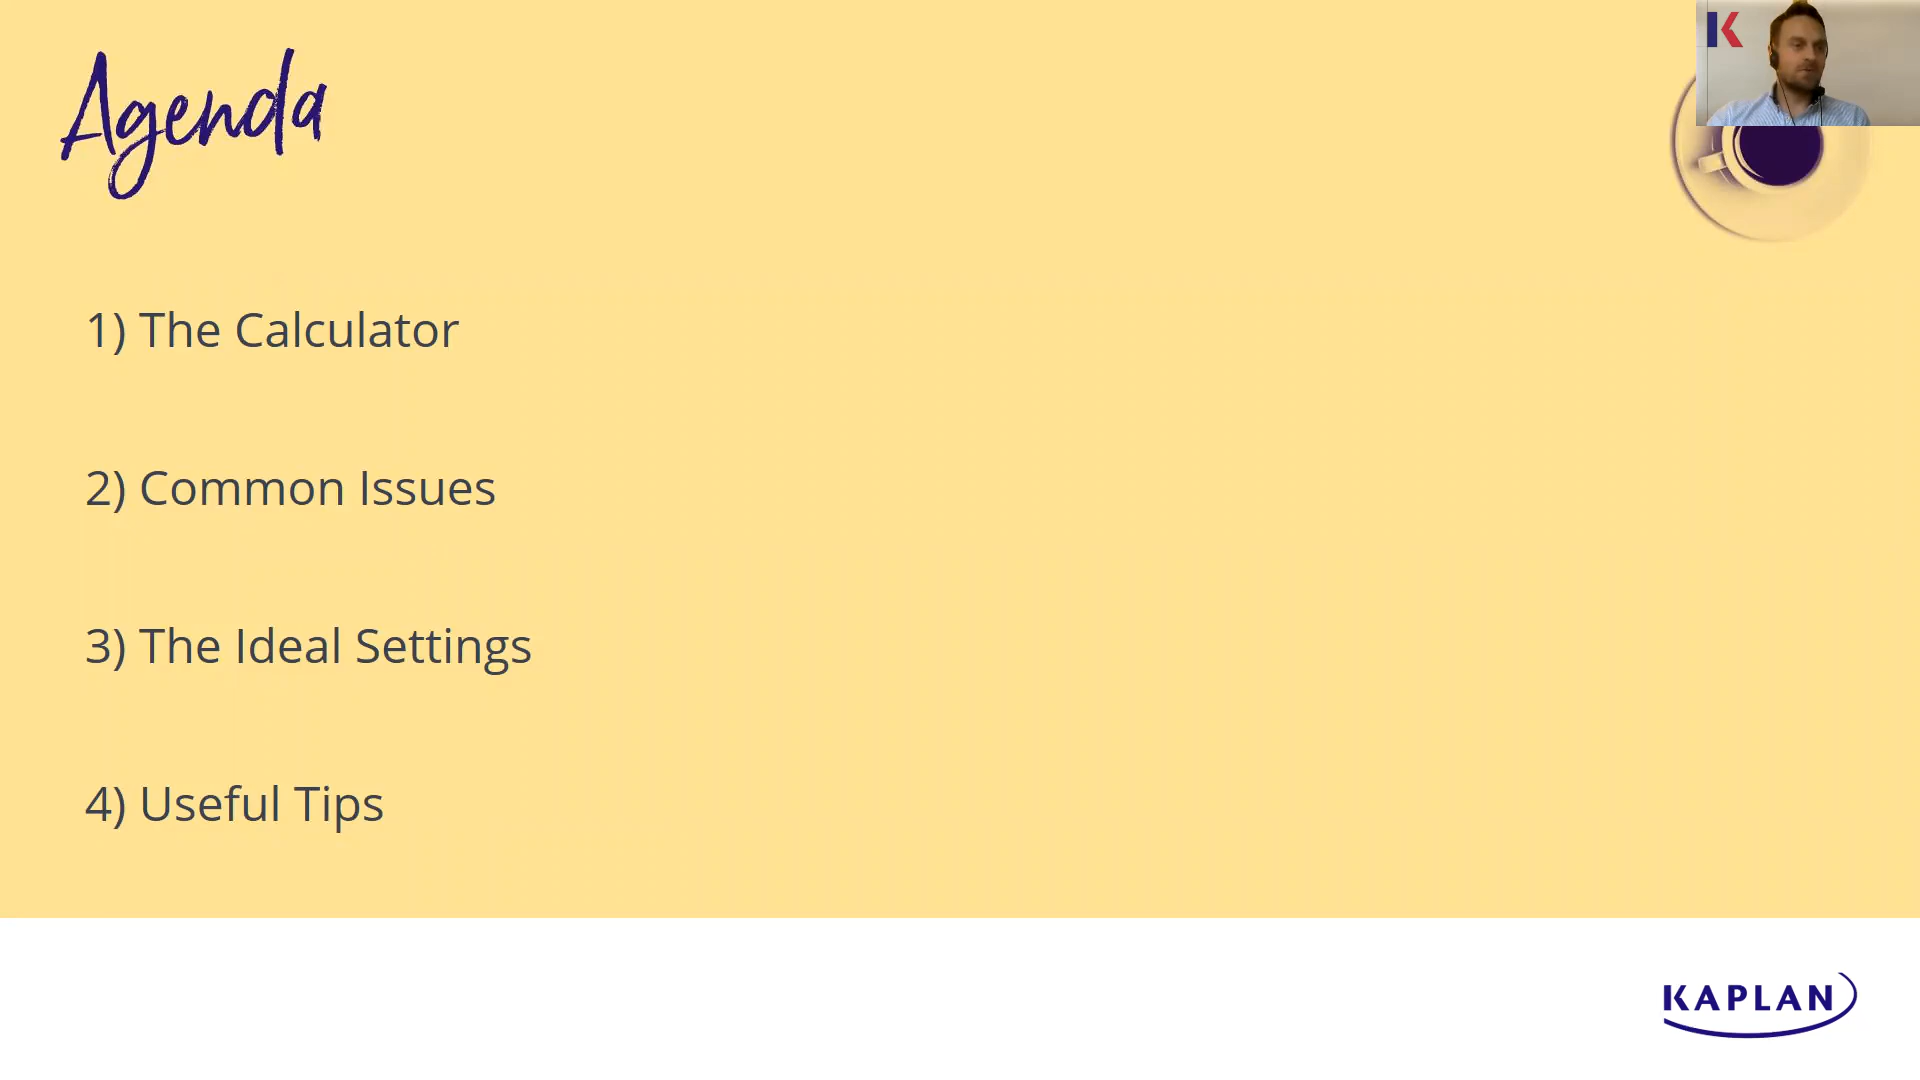 Agenda
1) The Calculator
2) Common Issues
3) The Ideal Settings
4) Useful Tips
K
KAPLAN